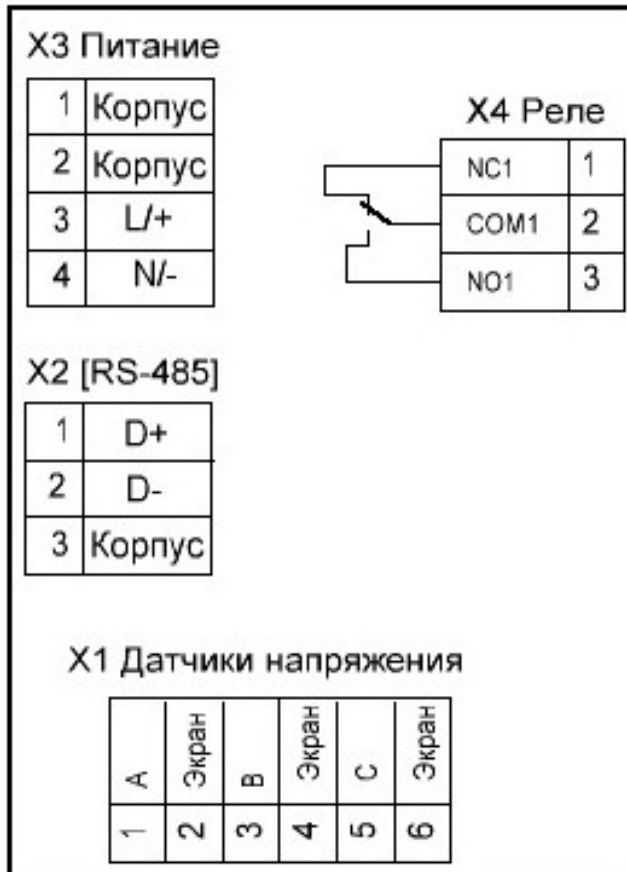 X3 Питание
1 Корпус
2 Корпус
3 L/+
4 N/-
X4 Реле
NC1 1
COM1 2
NO1 3
X2 [RS-485]
1 D+
2 D-
3 Корпус
X1 Датчики напряжения
A Экран B Экран C Экран
1 2 3 4 5 6